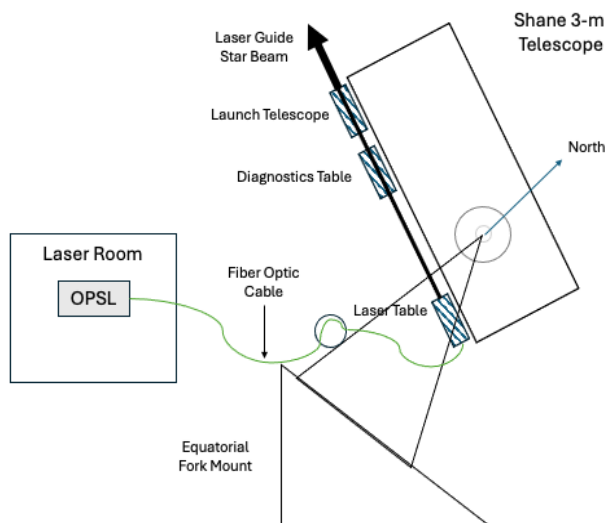 Shane 3-m
Telescope
Laser Guide
Star Beam
Launch Telescope
North
Diagnostics Table
Laser Room
OPSL
Fiber Optic
Cable
Laser Table
Equatorial
Fork Mount